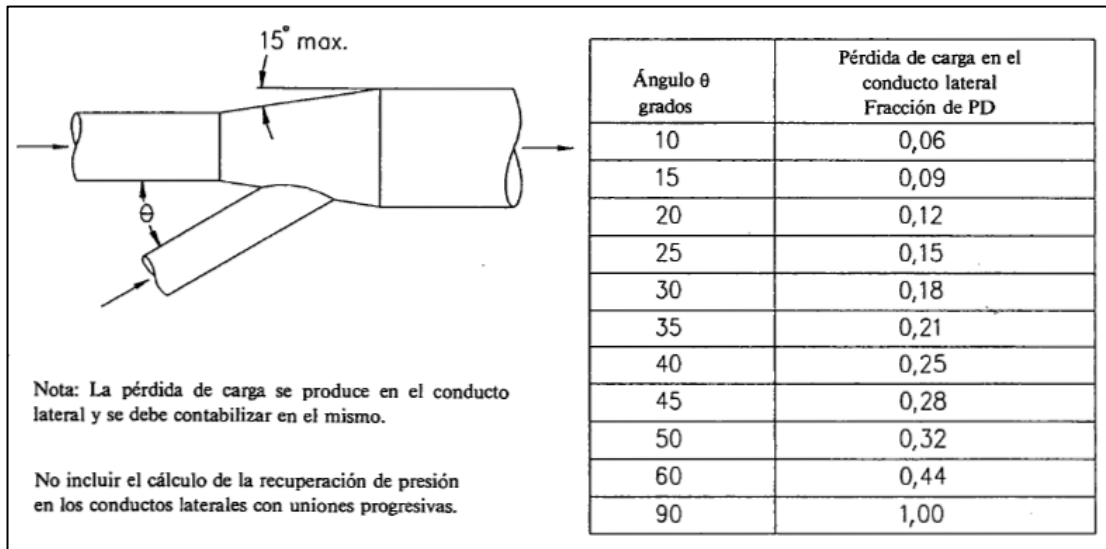 15° max.
θ
Nota: La pérdida de carga se produce en el conducto
lateral y se debe contabilizar en el mismo.
No incluir el cálculo de la recuperación de presión
en los conductos laterales con uniones progresivas.
Ángulo θ
grados
Pérdida de carga en el
conducto lateral
Fracción de PD
10 0,06
15 0,09
20 0,12
25 0,15
30 0,18
35 0,21
40 0,25
45 0,28
50 0,32
60 0,44
90 1,00